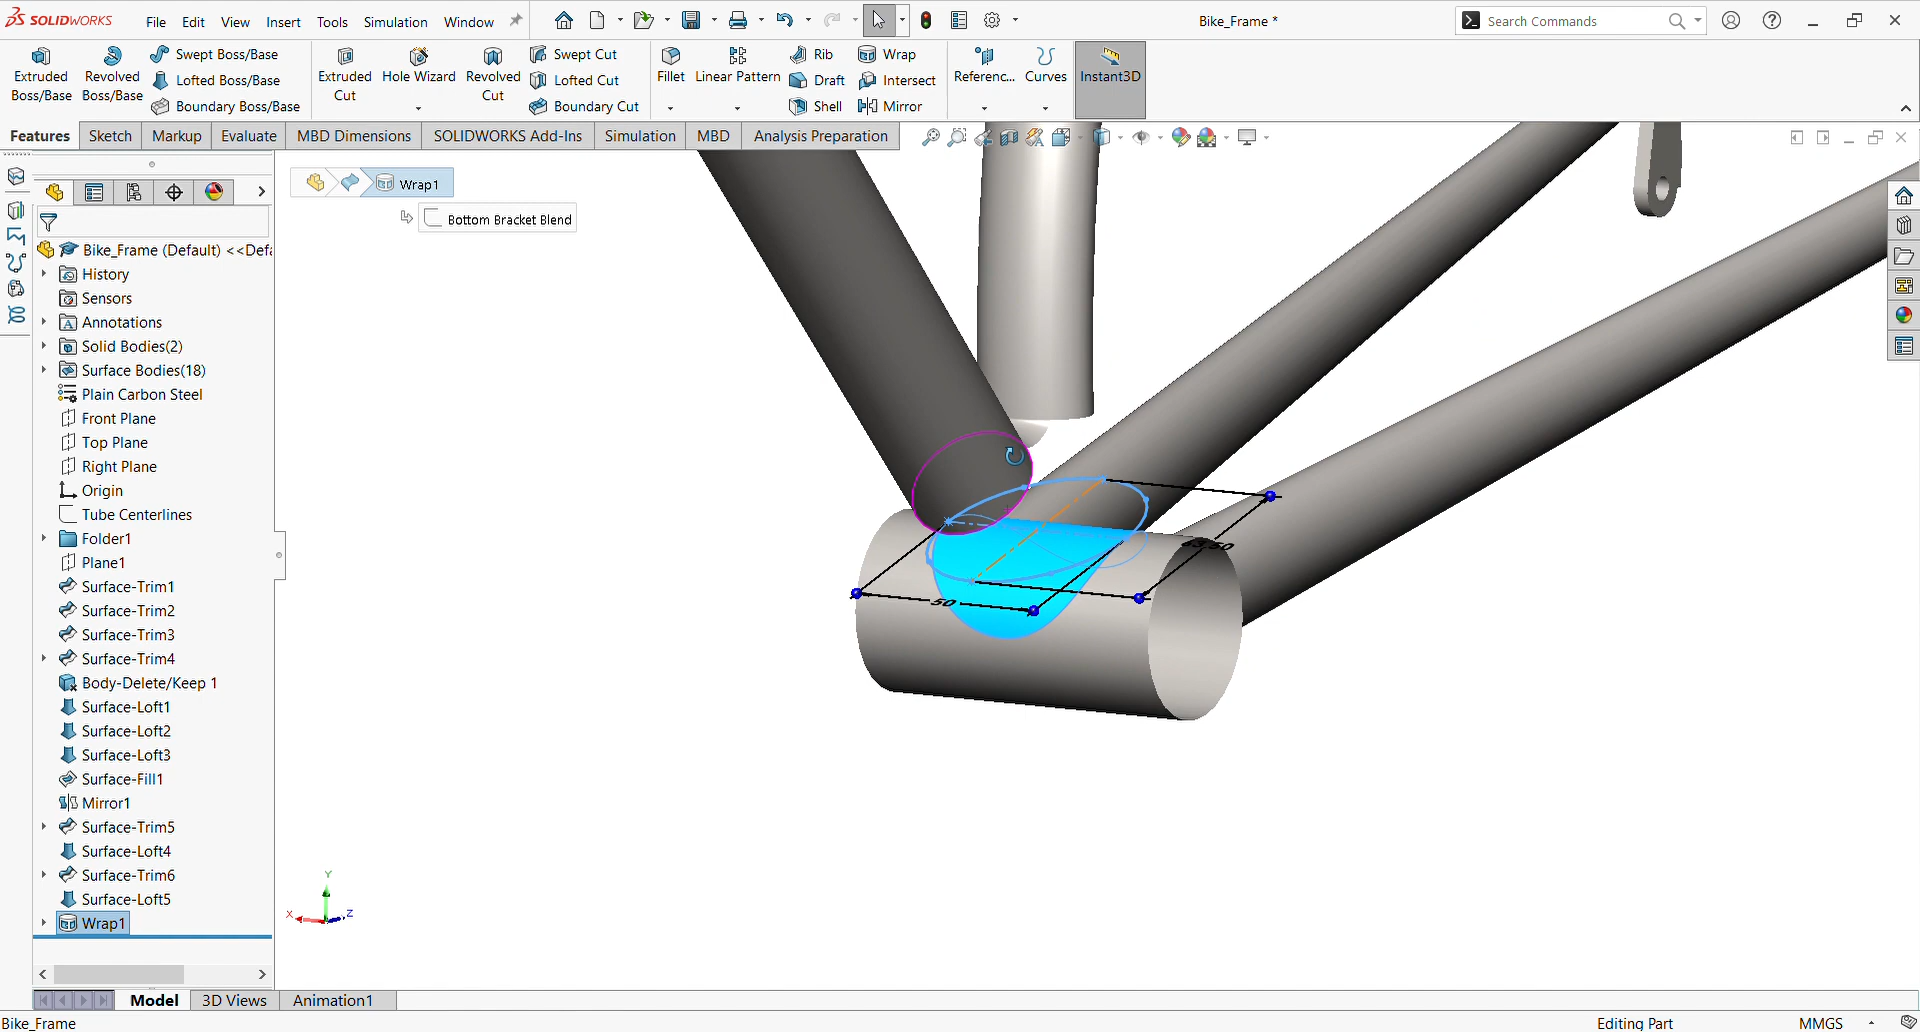 SOLIDWORKS
File Edit View Insert Tools Simulation Window
Bike_Frame *
Search Commands
Extruded Boss/Base
Revolved Boss/Base
Swept Boss/Base
Lofted Boss/Base
Boundary Boss/Base
Extruded Cut
Hole Wizard
Revolved Cut
Swept Cut
Lofted Cut
Boundary Cut
Fillet
Linear Pattern
Rib
Draft
Shell
Wrap
Intersect
Mirror
Referenc...
Curves
Instant3D
Features Sketch Markup Evaluate MBD Dimensions SOLIDWORKS Add-Ins Simulation MBD Analysis Preparation
Wrap1
Bottom Bracket Blend
Bike_Frame (Default) <<Defa
History
Sensors
Annotations
Solid Bodies(2)
Surface Bodies(18)
Plain Carbon Steel
Front Plane
Top Plane
Right Plane
Origin
Tube Centerlines
Folder1
Plane1
Surface-Trim1
Surface-Trim2
Surface-Trim3
Surface-Trim4
Body-Delete/Keep 1
Surface-Loft1
Surface-Loft2
Surface-Loft3
Surface-Fill1
Mirror1
Surface-Trim5
Surface-Loft4
Surface-Trim6
Surface-Loft5
Wrap1
50
Y
X
Z
Model 3D Views Animation1
Bike_Frame
Editing Part
MMGS